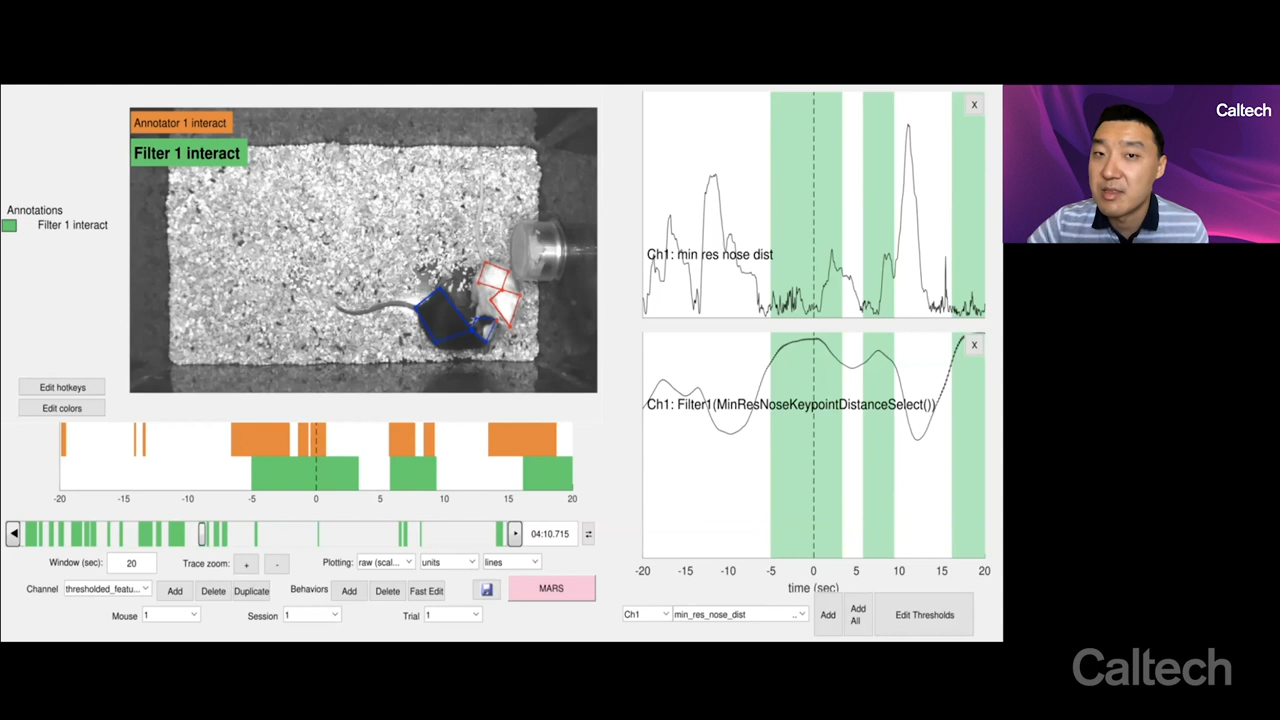 Annotator 1 interact
Filter 1 interact
Annotations
Filter 1 interact
Edit hotkeys
Edit colors
-20 -15 -10 -5 0 5 10 15 20
04:10.715
Window (sec): 20 Trace zoom: + - Plotting: raw (scal... units lines
Channel thresholded_featu... Add Delete Duplicate Behaviors Add Delete Fast Edit MARS
Mouse 1 Session 1 Trial 1
X
Ch1: min res nose dist
X
Ch1: Filter1(MinResNoseKeypointDistanceSelect())
-20 -15 -10 -5 0 5 10 15 20
time (sec)
Ch1 min_res_nose_dist .. Add Add All Edit Thresholds
Caltech
Caltech